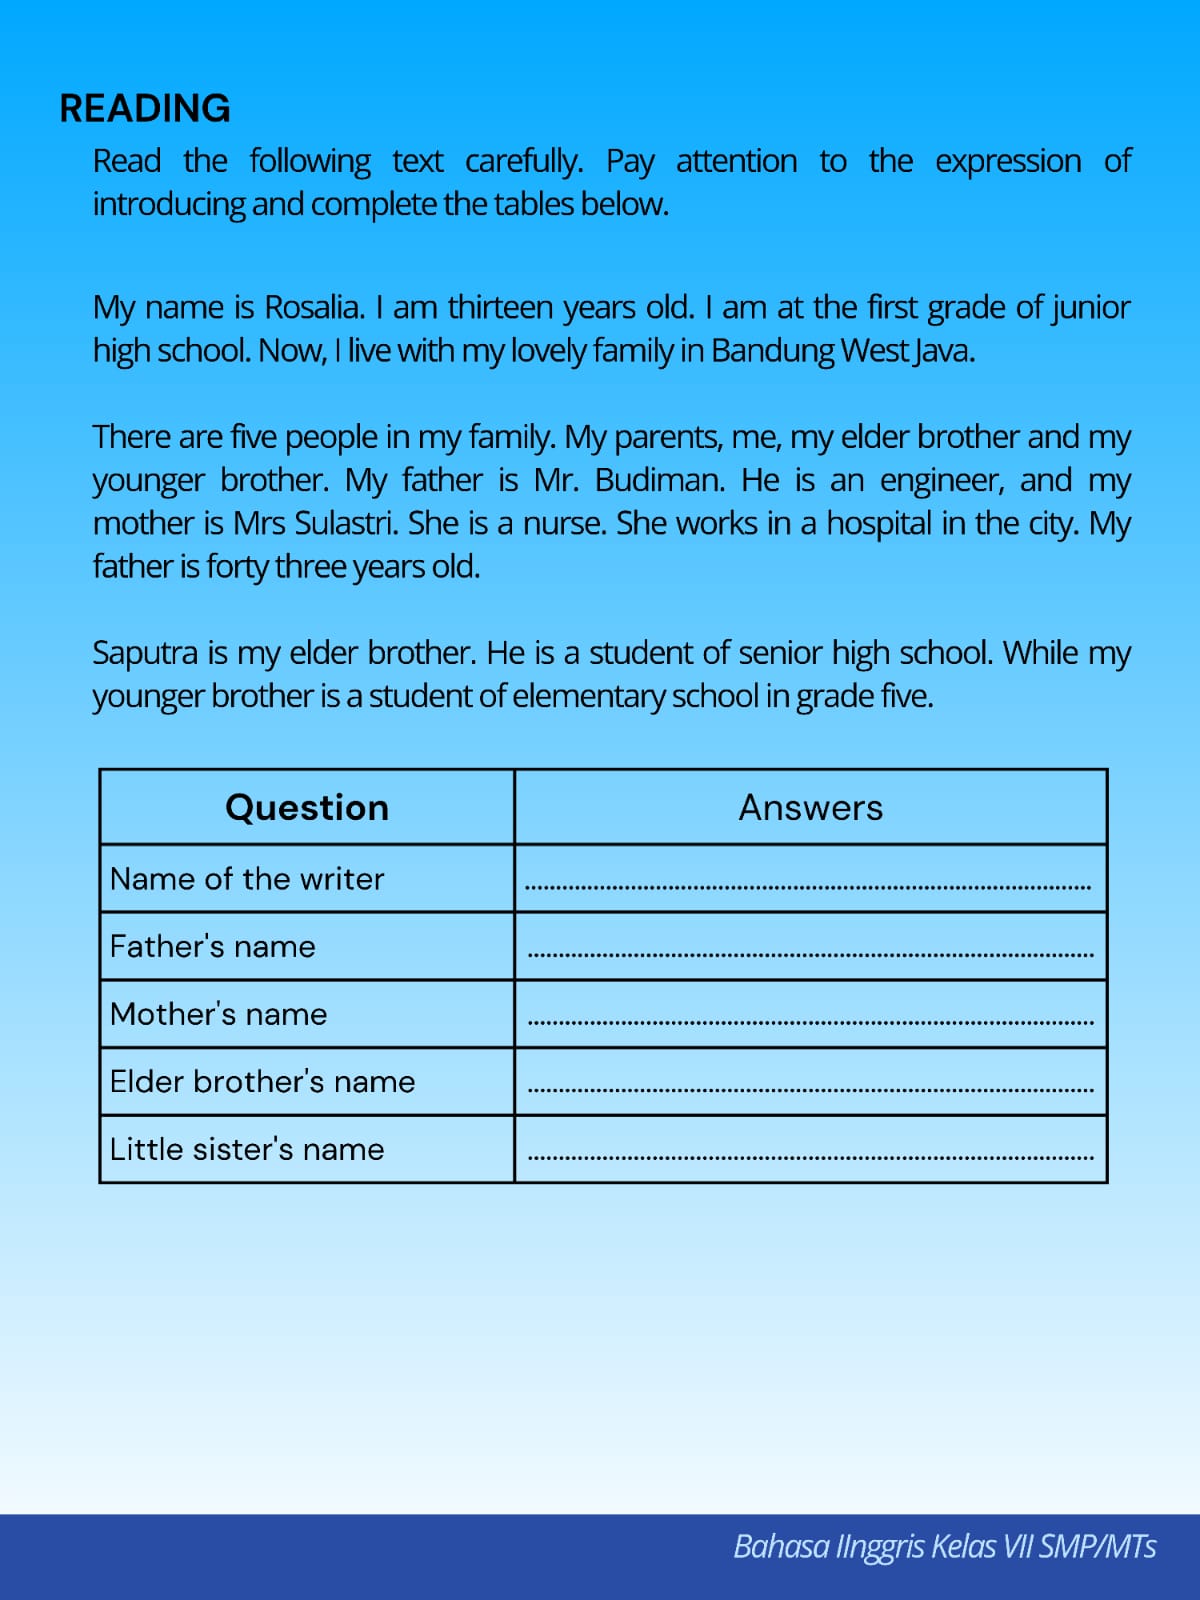 READING
Read the following text carefully. Pay attention to the expression of
introducing and complete the tables below.
My name is Rosalia. I am thirteen years old. I am at the first grade of junior
high school. Now, I live with my lovely family in Bandung West Java.
There are five people in my family. My parents, me, my elder brother and my
younger brother. My father is Mr. Budiman. He is an engineer, and my
mother is Mrs Sulastri. She is a nurse. She works in a hospital in the city. My
father is forty three years old.
Saputra is my elder brother. He is a student of senior high school. While my
younger brother is a student of elementary school in grade five.
Question Answers
Name of the writer ............................................................
Father's name ............................................................
Mother's name ............................................................
Elder brother's name ............................................................
Little sister's name ............................................................
Bahasa IInggris Kelas VII SMP/MTs